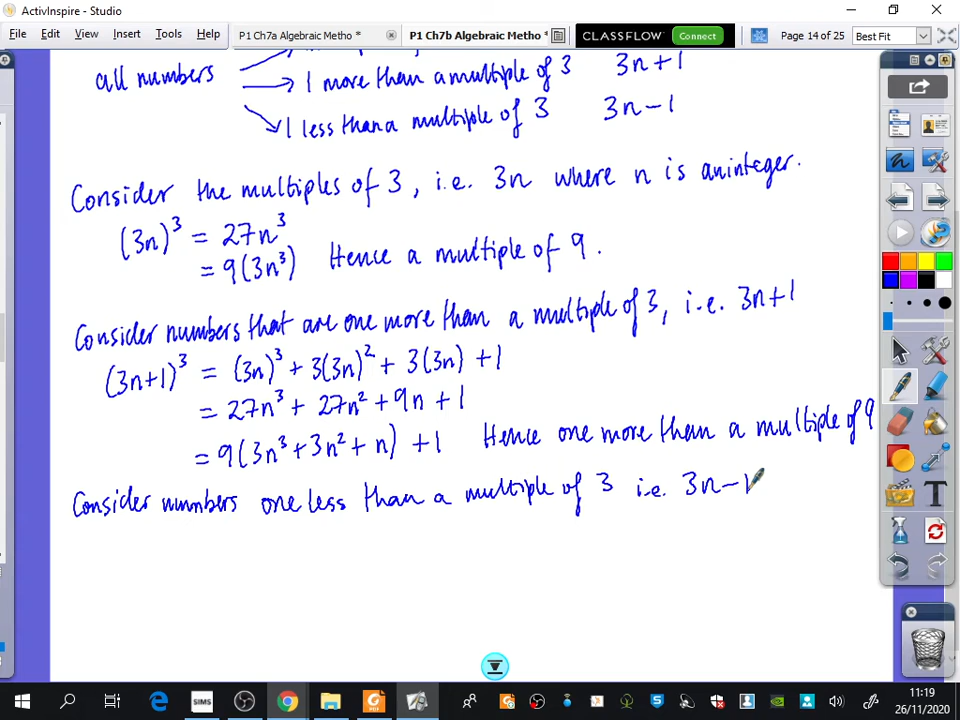 ActivInspire - Studio
File Edit View Insert Tools Help
P1 Ch7a Algebraic Metho *
P1 Ch7b Algebraic Metho *
CLASSFLOW Connect
Page 14 of 25
Best Fit
all numbers
1 more than a multiple of 3 3n+1
1 less than a multiple of 3 3n-1
Consider the multiples of 3, i.e. 3n where n is an integer.
(3n)³ = 27n³
= 9(3n³) Hence a multiple of 9.
Consider numbers that are one more than a multiple of 3, i.e. 3n+1
(3n+1)³ = (3n)³ + 3(3n)² + 3(3n) + 1
= 27n³ + 27n² + 9n + 1
= 9(3n³ + 3n² + n) + 1 Hence one more than a multiple of 9
Consider numbers one less than a multiple of 3 i.e. 3n-1
SIMS
11:19
26/11/2020